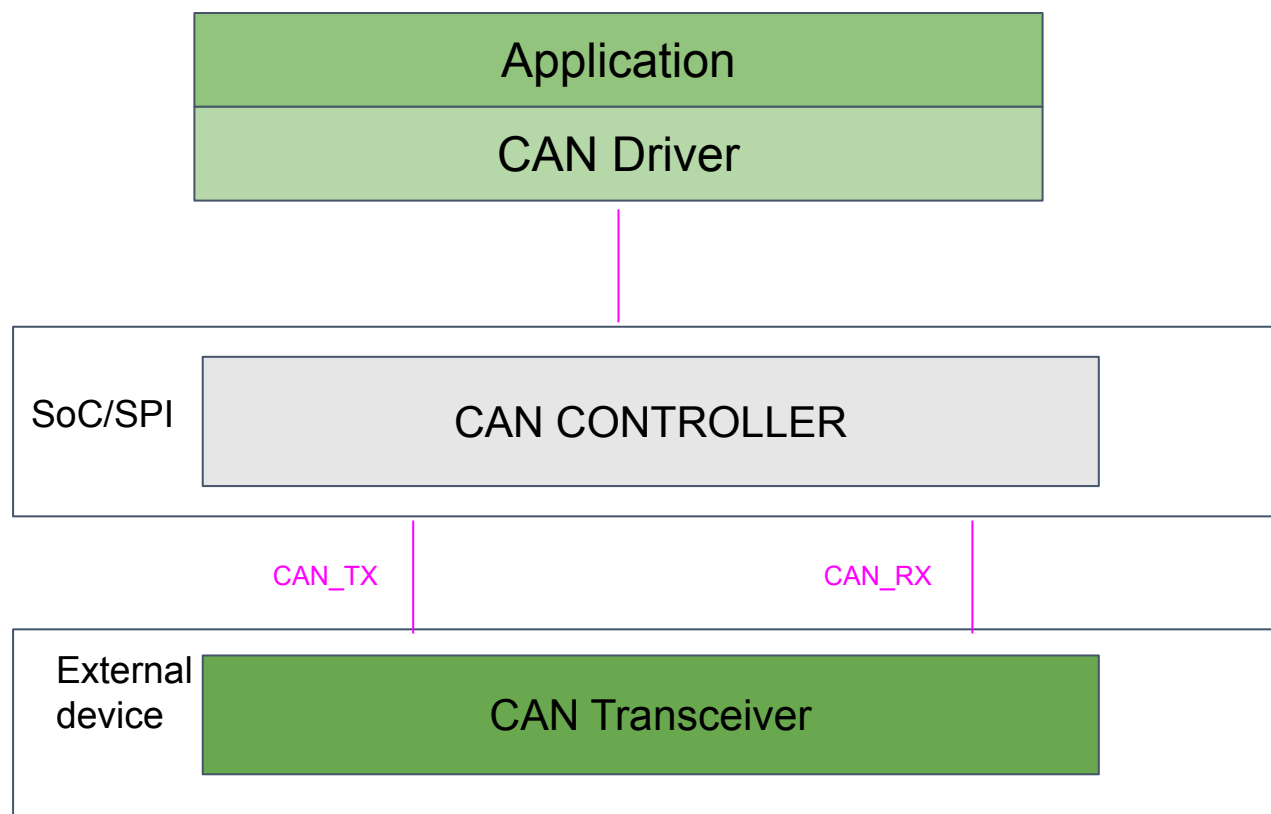 Application
CAN Driver
SoC/SPI
CAN CONTROLLER
CAN_TX
CAN_RX
External
device
CAN Transceiver